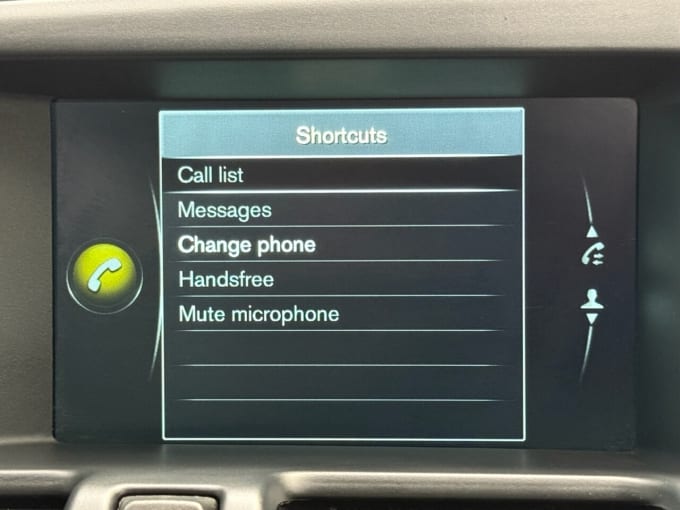 Shortcuts
Call list
Messages
Change phone
Handsfree
Mute microphone